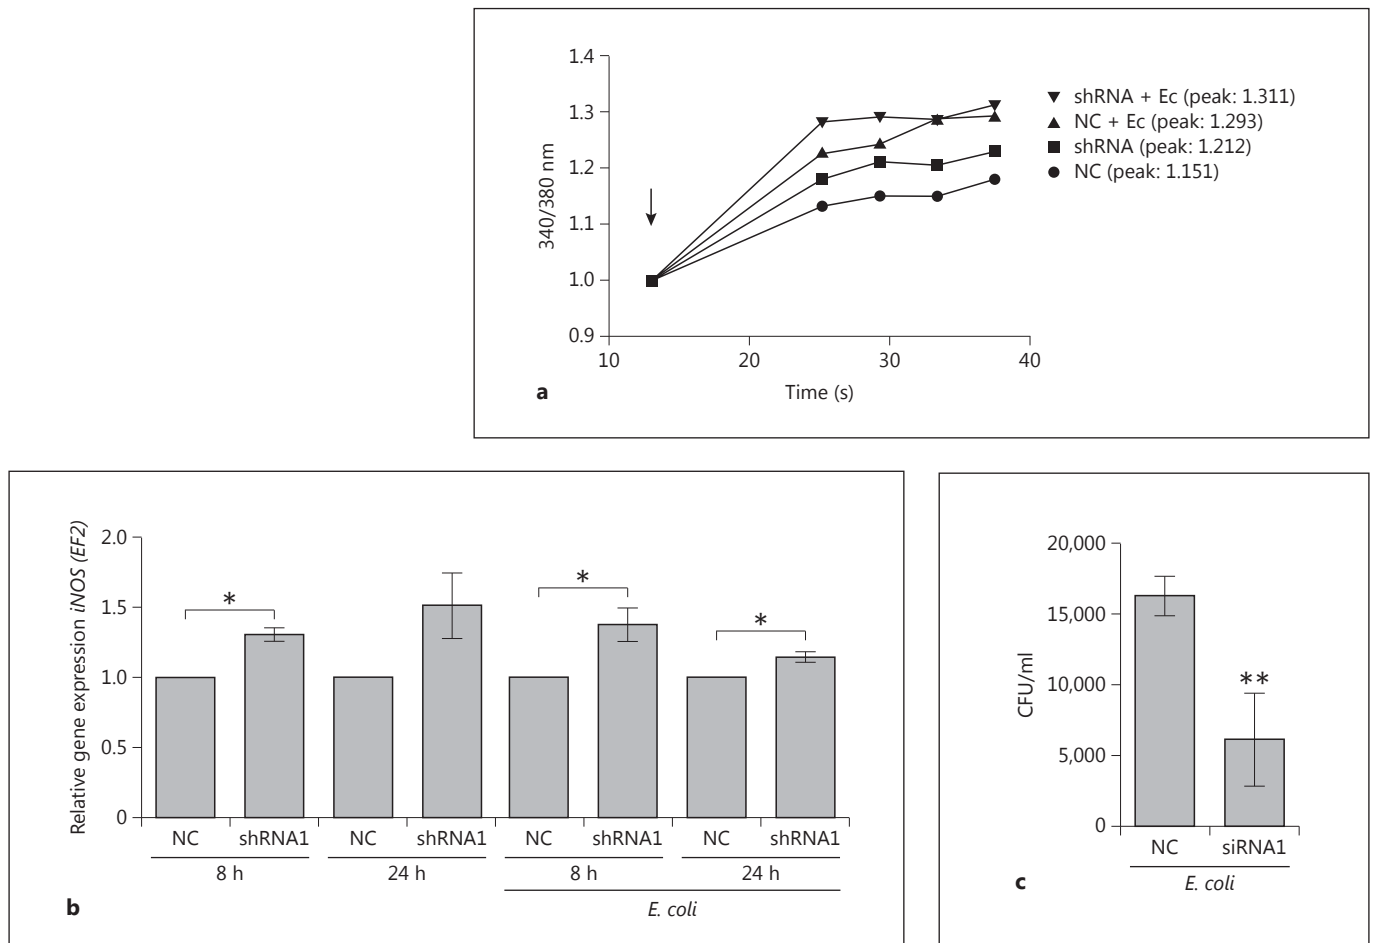 1.4
1.3
1.2
1.1
1.0
0.9
340/380 nm
10 20 30 40
Time (s)
shRNA + Ec (peak: 1.311)
NC + Ec (peak: 1.293)
shRNA (peak: 1.212)
NC (peak: 1.151)
a
2.0
1.5
1.0
0.5
0
Relative gene expression iNOS (EF2)
* * *
NC shRNA1 NC shRNA1 NC shRNA1 NC shRNA1
8 h 24 h 8 h 24 h
E. coli
b
20,000
15,000
10,000
5,000
0
CFU/ml
**
NC siRNA1
E. coli
c